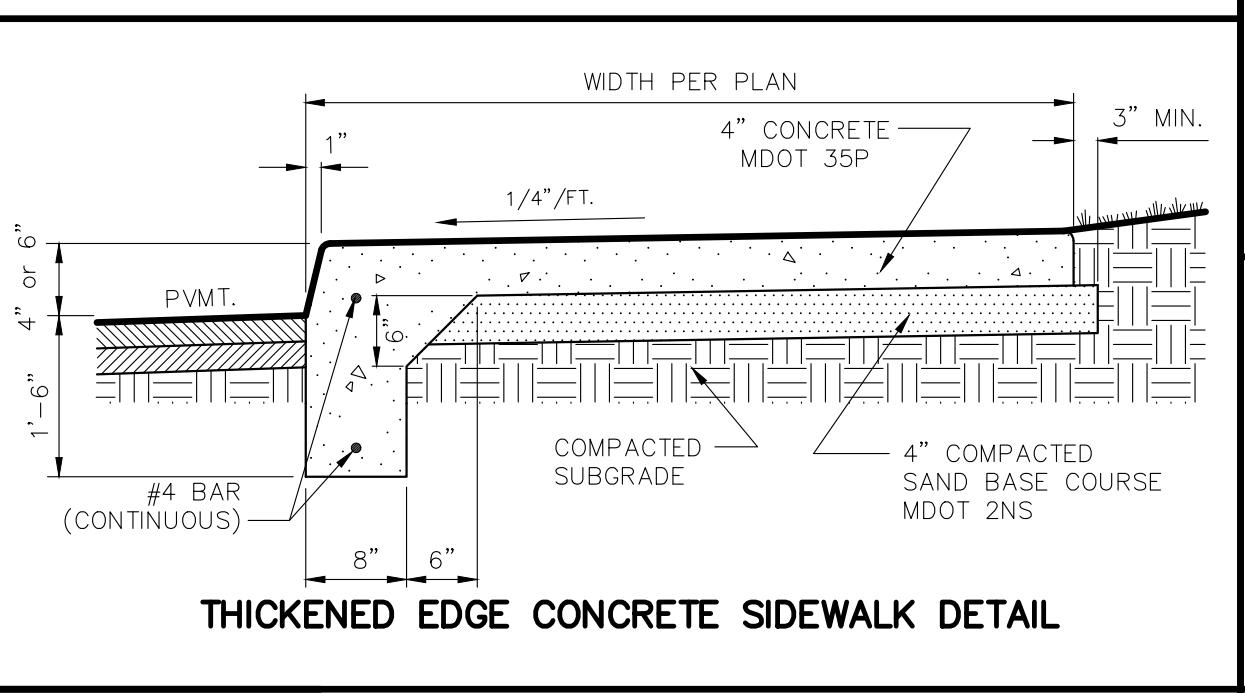 WIDTH PER PLAN
1”
4” CONCRETE
MDOT 35P
3” MIN.
1/4”/FT.
4” or 6”
PVMT.
6”
1’-6”
COMPACTED
SUBGRADE
4” COMPACTED
SAND BASE COURSE
MDOT 2NS
#4 BAR
(CONTINUOUS)
8”
6”
THICKENED EDGE CONCRETE SIDEWALK DETAIL